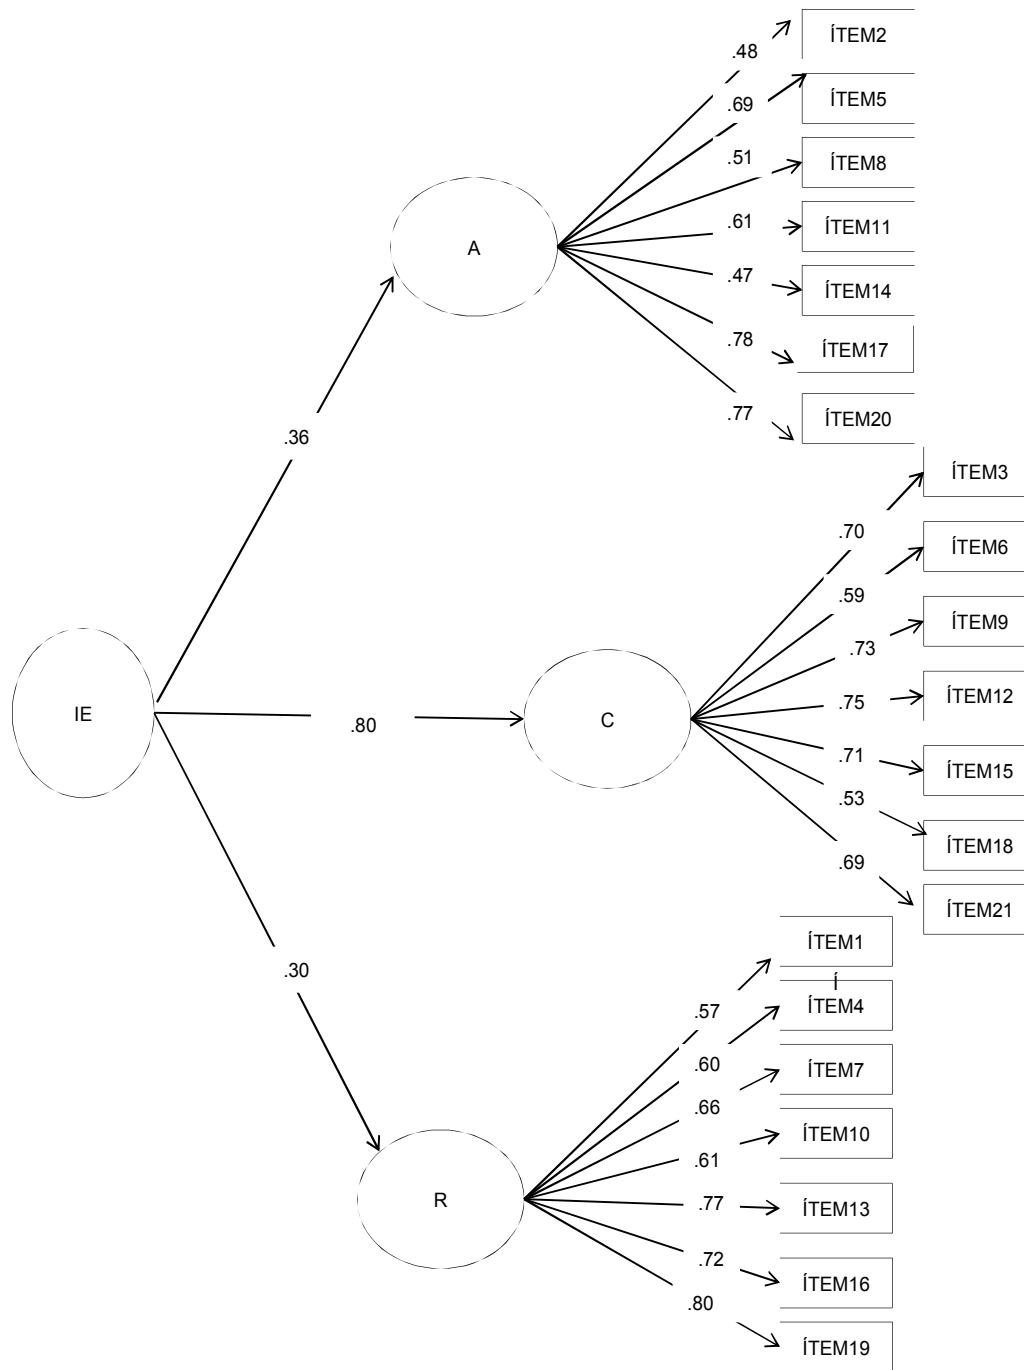 .48
ÍTEM2
.69
ÍTEM5
.51
ÍTEM8
.61
ÍTEM11
A
.47
ÍTEM14
.78
ÍTEM17
.77
ÍTEM20
.36
.70
ÍTEM3
.59
ÍTEM6
.73
ÍTEM9
.75
ÍTEM12
IE
.80
C
.71
ÍTEM15
.53
ÍTEM18
.69
ÍTEM21
.30
ÍTEM1
Í
.57
ÍTEM4
.60
ÍTEM7
.66
ÍTEM10
.61
R
.77
ÍTEM13
.72
ÍTEM16
.80
ÍTEM19